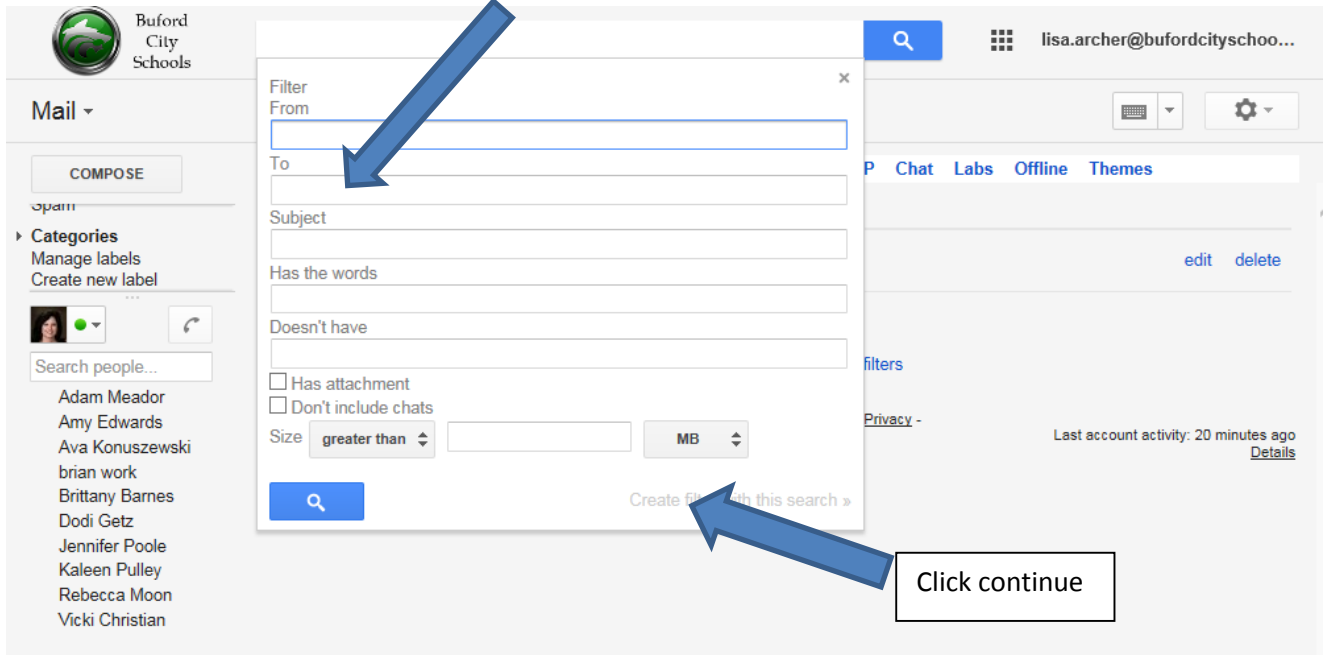 Buford
City
Schools
lisa.archer@bufordcityschoo...
Mail
Filter
From
To
Subject
Has the words
Doesn't have
Has attachment
Don't include chats
Size greater than MB
Create with this search »
COMPOSE
Spam
Categories
Manage labels
Create new label
Search people...
Adam Meador
Amy Edwards
Ava Konuszewski
brian work
Brittany Barnes
Dodi Getz
Jennifer Poole
Kaleen Pulley
Rebecca Moon
Vicki Christian
P Chat Labs Offline Themes
edit delete
filters
Privacy -
Last account activity: 20 minutes ago
Details
Click continue